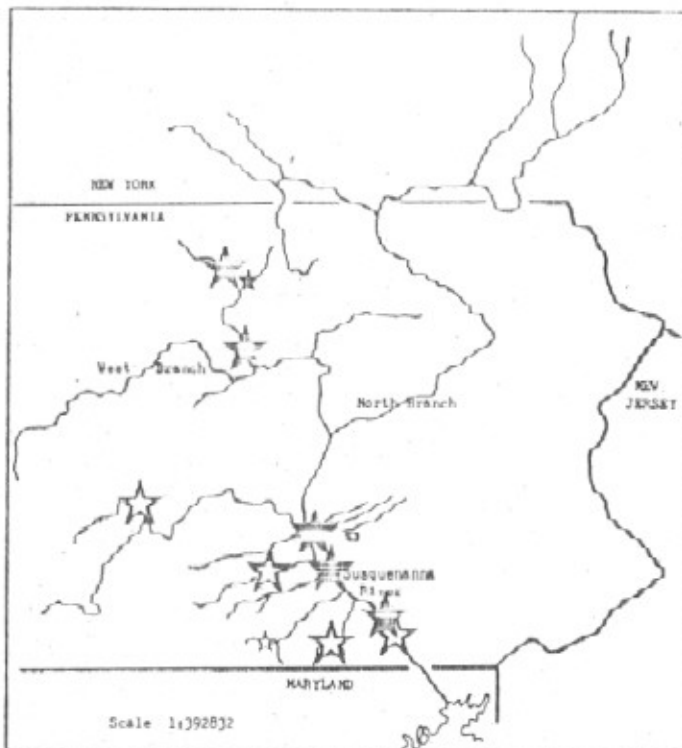 NEW YORK
PENNSYLVANIA
West Branch
North Branch
NEW
JERSEY
Susquehanna
River
MARYLAND
Scale 1:392832